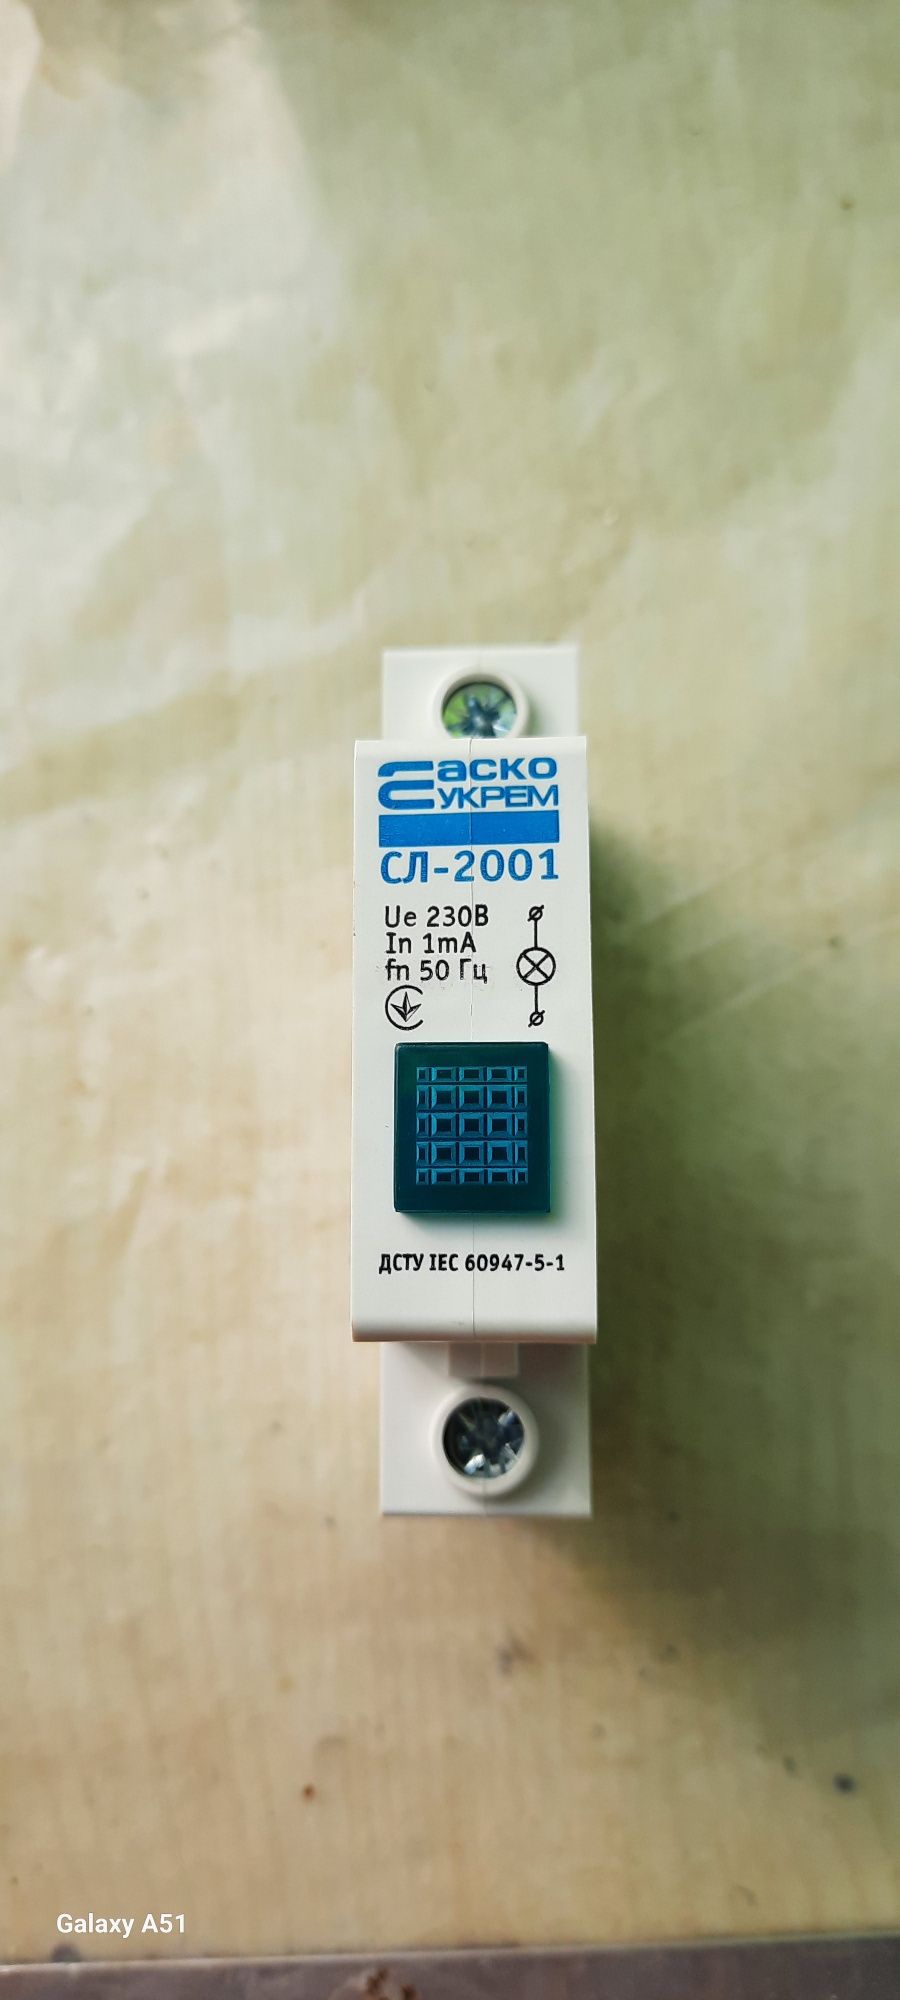 аско
УКРЕМ
СЛ-2001
Ue 230В
In 1mA
fn 50 Гц
ДСТУ IEC 60947-5-1
Galaxy A51